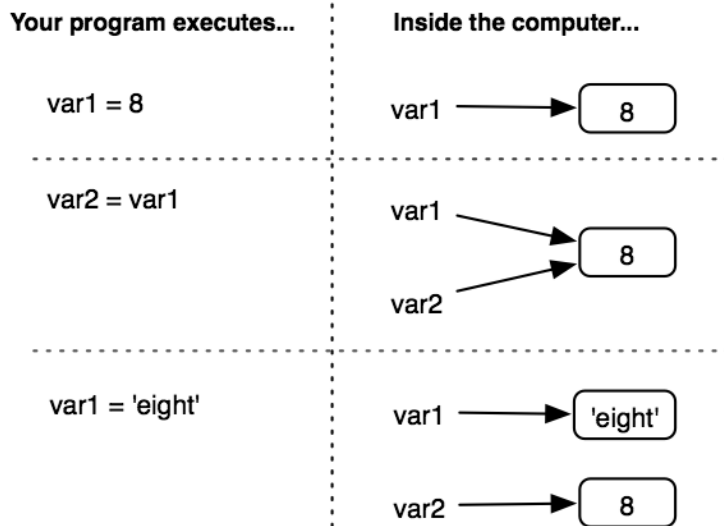 Your program executes...
Inside the computer...
var1 = 8
var1
8
var2 = var1
var1
8
var2
var1 = 'eight'
var1
'eight'
var2
8